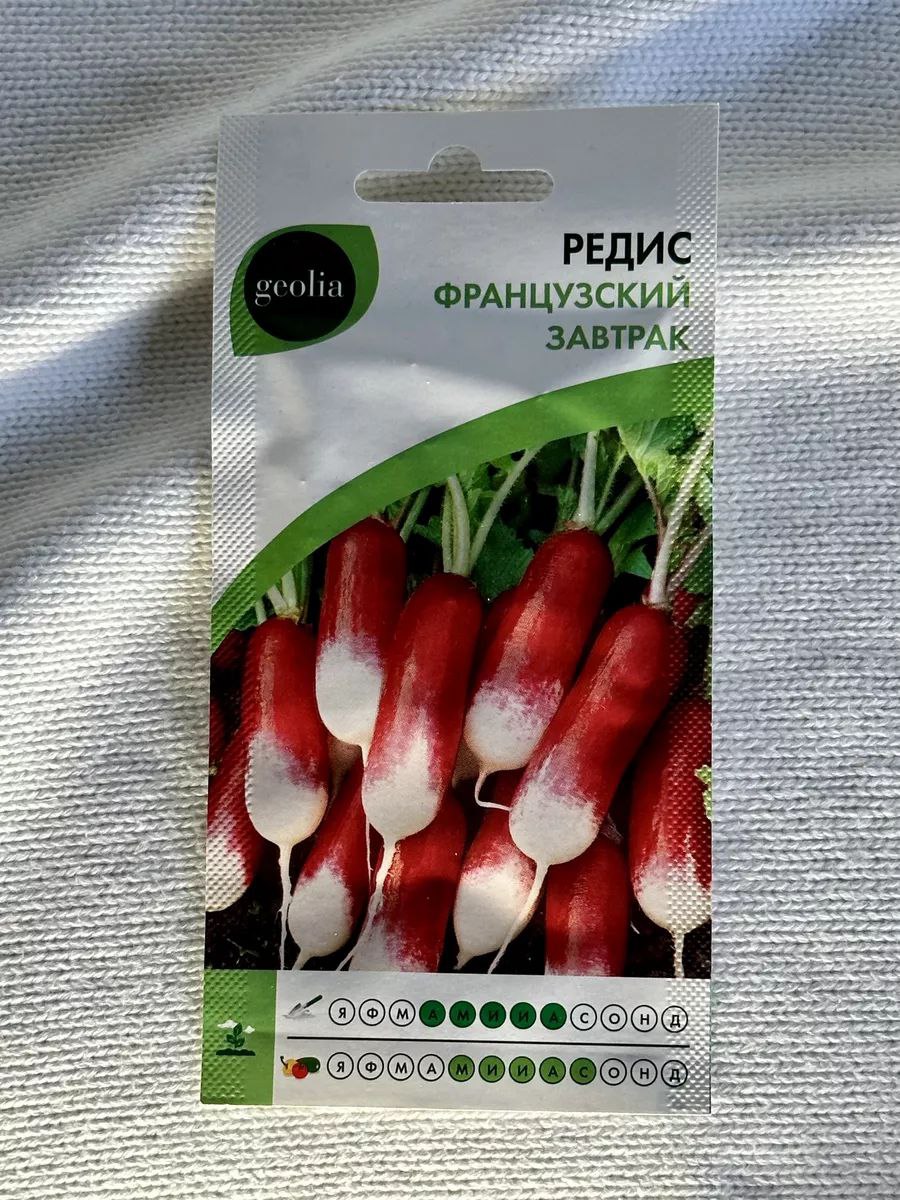 geolia
РЕДИС
ФРАНЦУЗСКИЙ
ЗАВТРАК
Я Ф М А М И И А С О Н Д
Я Ф М А М И И А С О Н Д